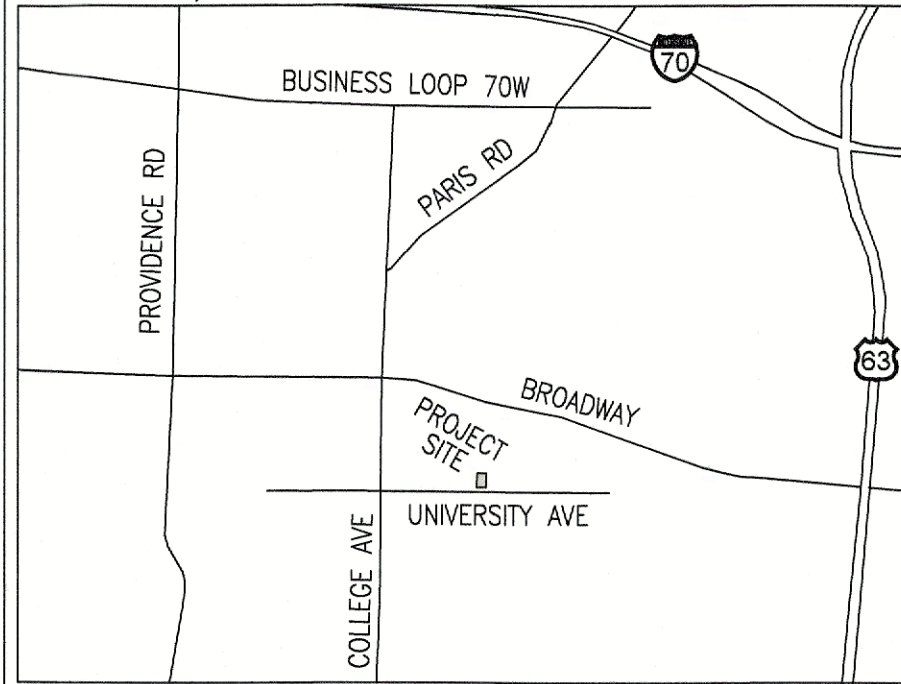 70
BUSINESS LOOP 70W
PARIS RD
PROVIDENCE RD
63
BROADWAY
PROJECT
SITE
UNIVERSITY AVE
COLLEGE AVE